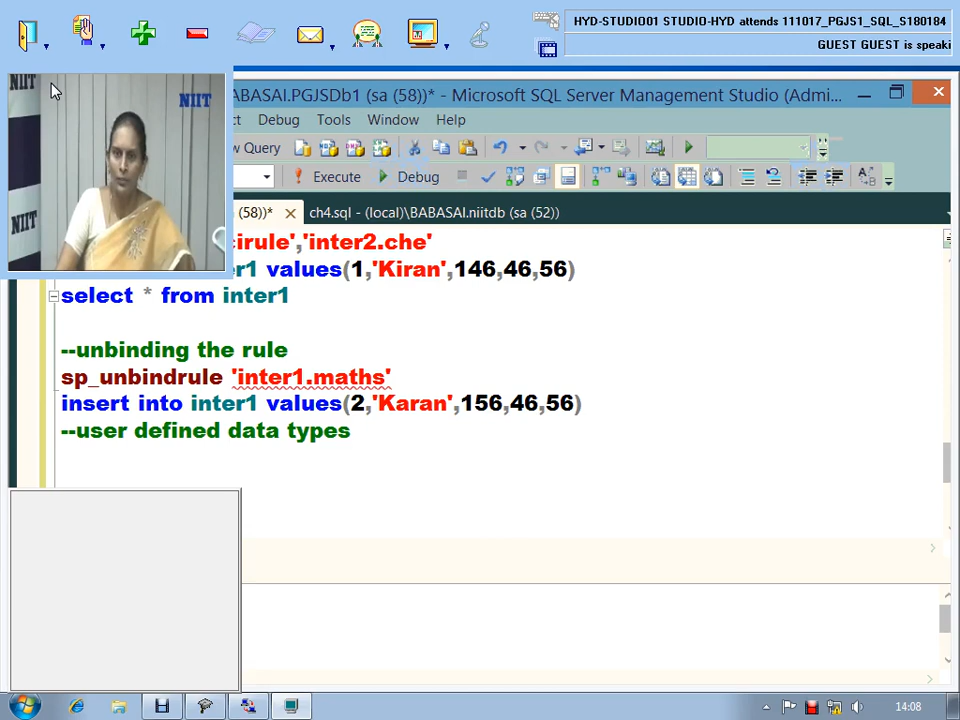 HYD-STUDIO01 STUDIO-HYD attends 111017_PGJS1_SQL_S180184
GUEST GUEST is speaki
NIIT
NIIT
NIIT
BABASAI.PGJSDb1 (sa (58))* - Microsoft SQL Server Management Studio (Admi...
ct Debug Tools Window Help
w Query
Execute Debug
(58))* ch4.sql - (local)\BABASAI.niitdb (sa (52))
cirule','inter2.che'
er1 values(1,'Kiran',146,46,56)
select * from inter1
--unbinding the rule
sp_unbindrule 'inter1.maths'
insert into inter1 values(2,'Karan',156,46,56)
--user defined data types
14:08